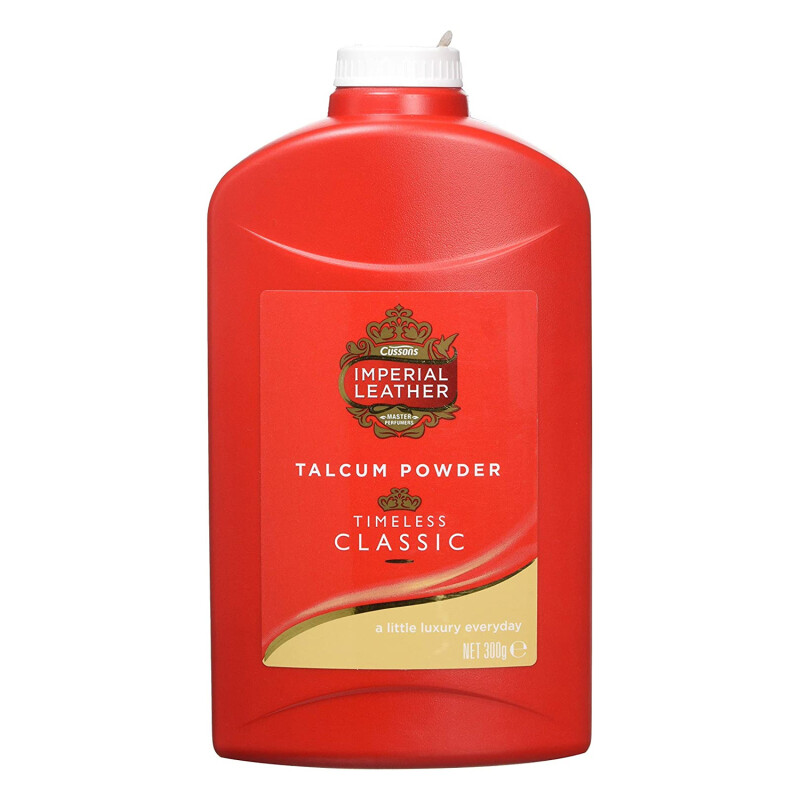 Cussons
IMPERIAL
LEATHER
MASTER
PERFUMERS
TALCUM POWDER
TIMELESS
CLASSIC
a little luxury everyday
NET 300g ℮